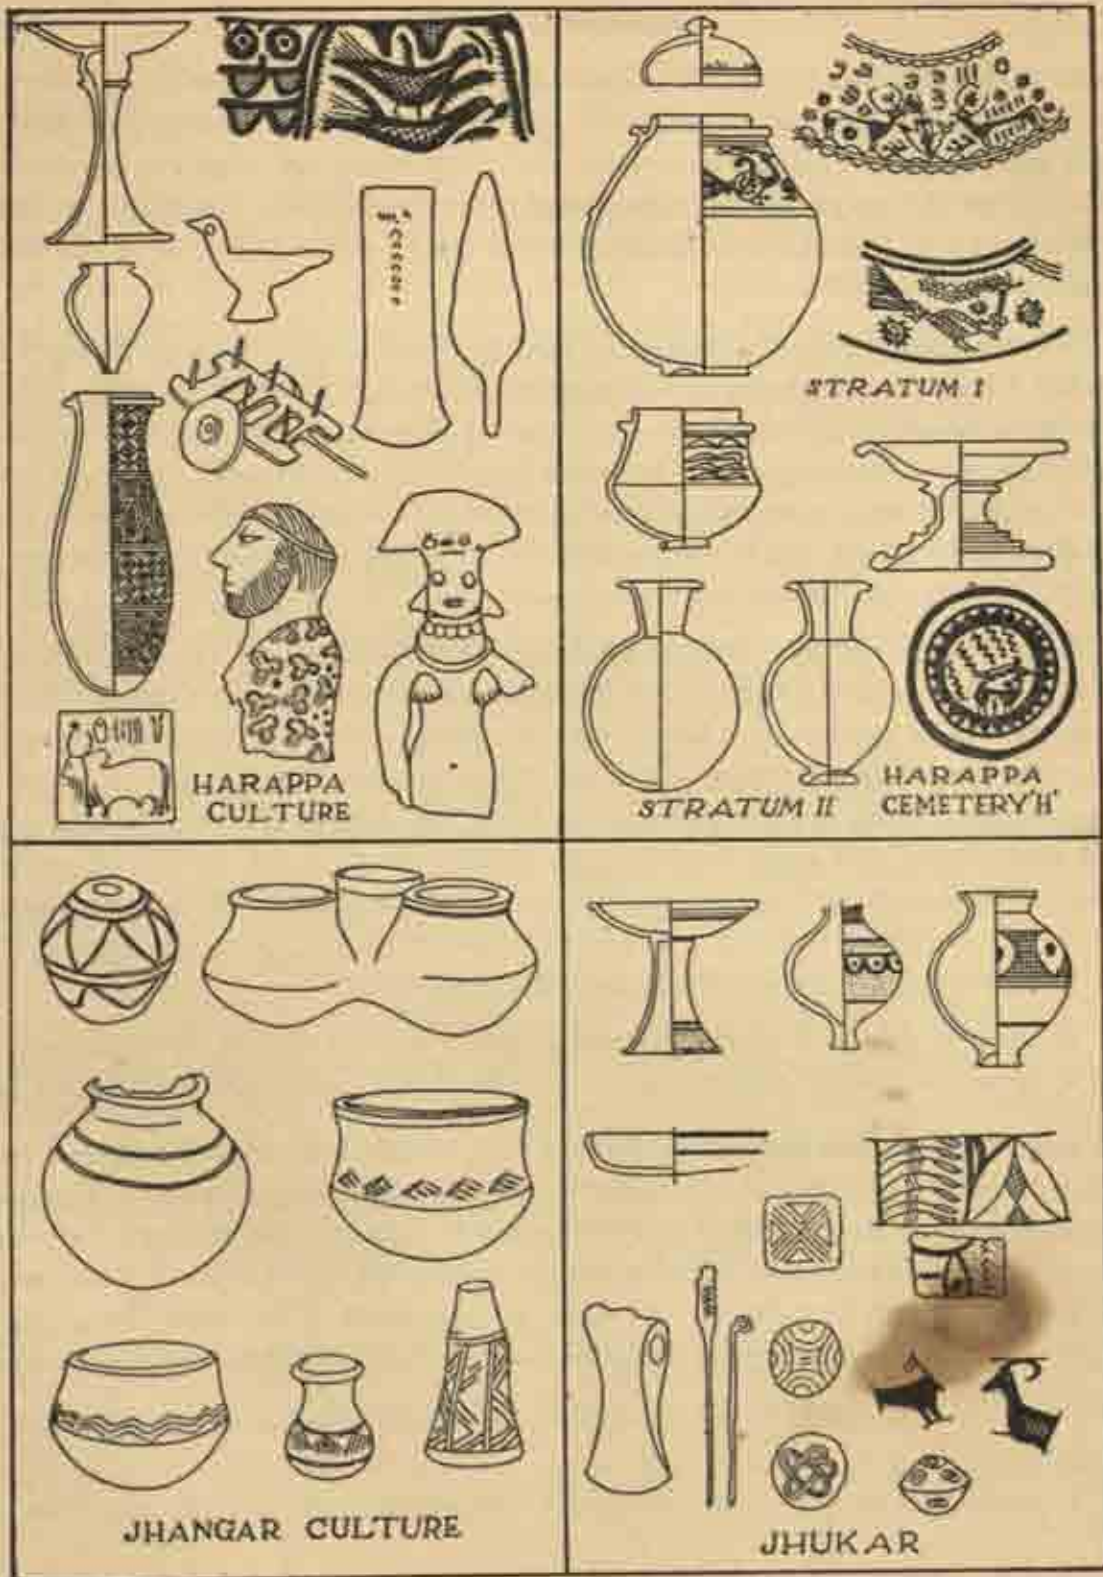 HARAPPA
CULTURE
STRATUM I
STRATUM II
HARAPPA
CEMETERY 'H'
JHANGAR CULTURE
JHUKAR